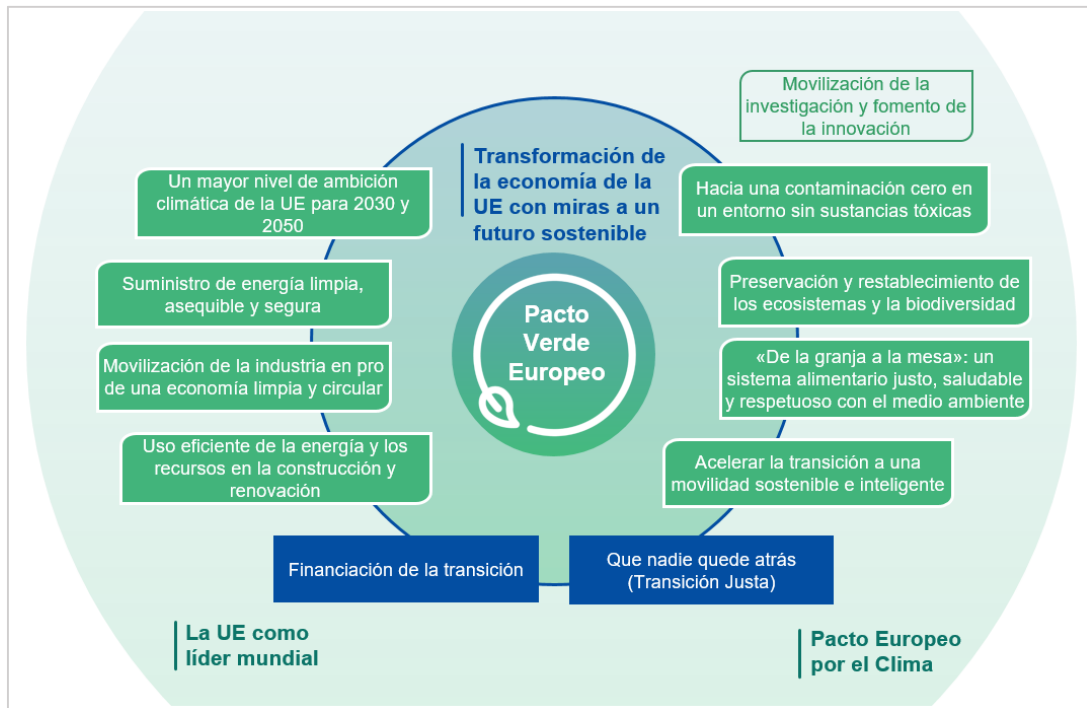 Movilización de la
investigación y fomento de
la innovación
Transformación de
la economía de la
UE con miras a un
futuro sostenible
Un mayor nivel de ambición
climática de la UE para 2030 y
2050
Hacia una contaminación cero en
un entorno sin sustancias tóxicas
Suministro de energía limpia,
asequible y segura
Preservación y restablecimiento de
los ecosistemas y la biodiversidad
Pacto
Verde
Europeo
Movilización de la industria en pro
de una economía limpia y circular
«De la granja a la mesa»: un
sistema alimentario justo, saludable
y respetuoso con el medio ambiente
Uso eficiente de la energía y los
recursos en la construcción y
renovación
Acelerar la transición a una
movilidad sostenible e inteligente
Financiación de la transición
Que nadie quede atrás
(Transición Justa)
La UE como
líder mundial
Pacto Europeo
por el Clima